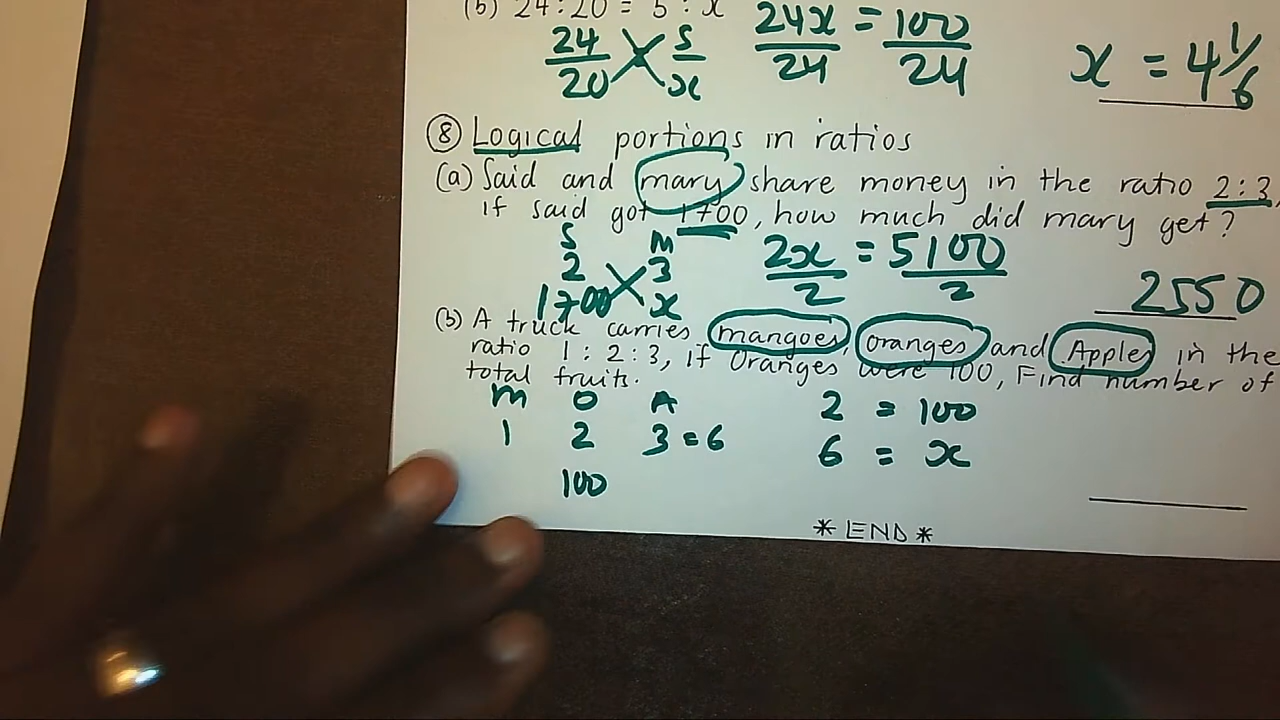 (b) 24:20 = 5 : x
24/20 5/x 24x/24 = 100/24 x = 4 1/6
⑧ Logical portions in ratios
(a) Said and mary share money in the ratio 2:3,
if said got 1700, how much did mary get?
S M
2 3 2x/2 = 5100/2 2550
1700 x
(b) A truck carries mangoes, oranges and Apples in the
ratio 1 : 2 : 3, if Oranges were 100, Find number of
total fruits.
M O A 2 = 100
1 2 3 = 6 6 = x
100
* END *